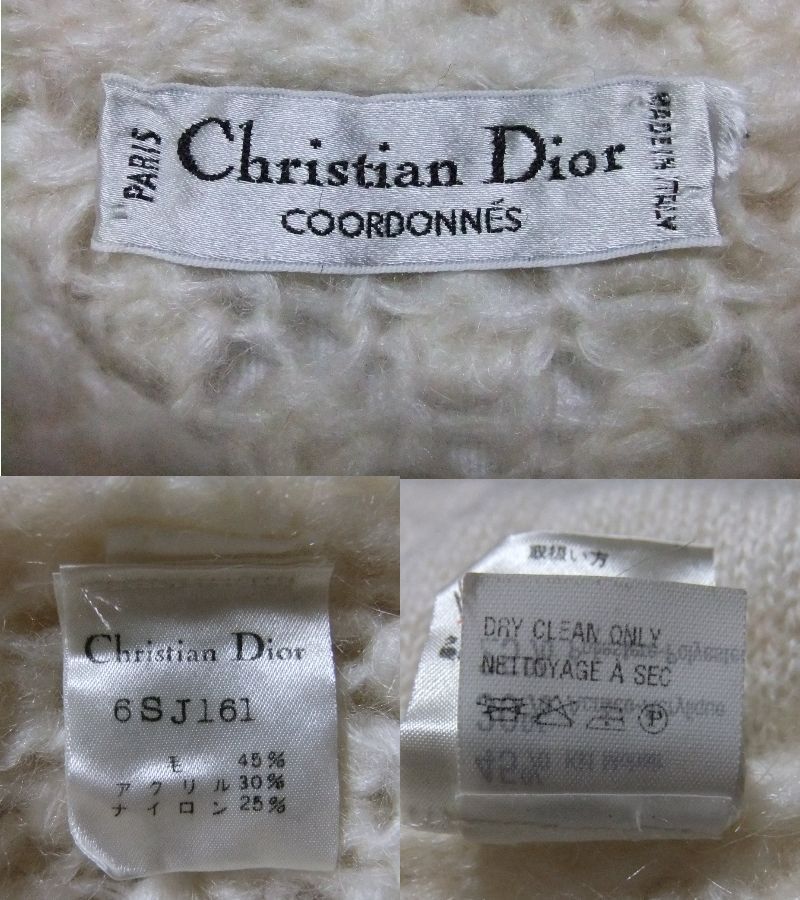 PARIS
Christian Dior
COORDONNÉS
MADE IN ITALY
Christian Dior
6SJ161
毛 45%
アクリル 30%
ナイロン 25%
取扱い方
DRY CLEAN ONLY
NETTOYAGE À SEC
P
45%